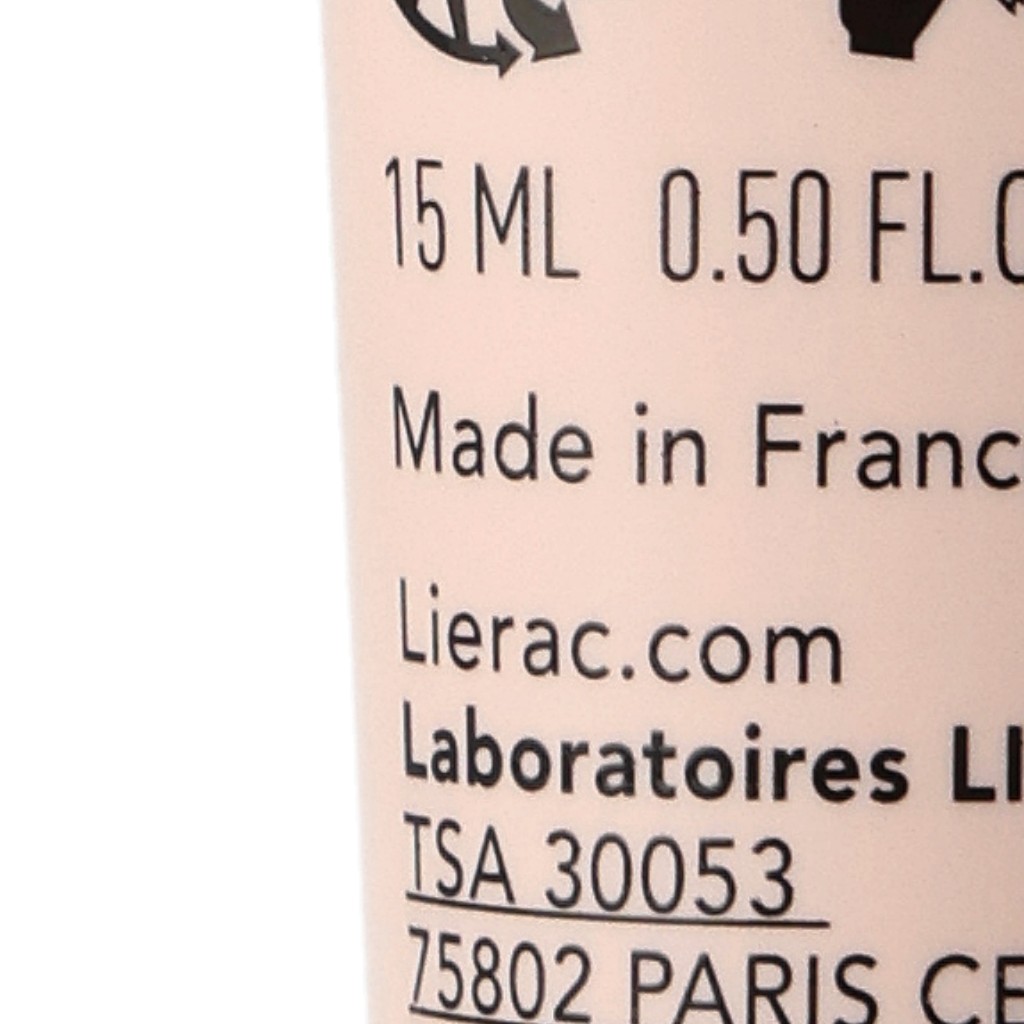 15 ML 0.50 FL.
Made in Franc
Lierac.com
Laboratoires LI
TSA 30053
75802 PARIS CE